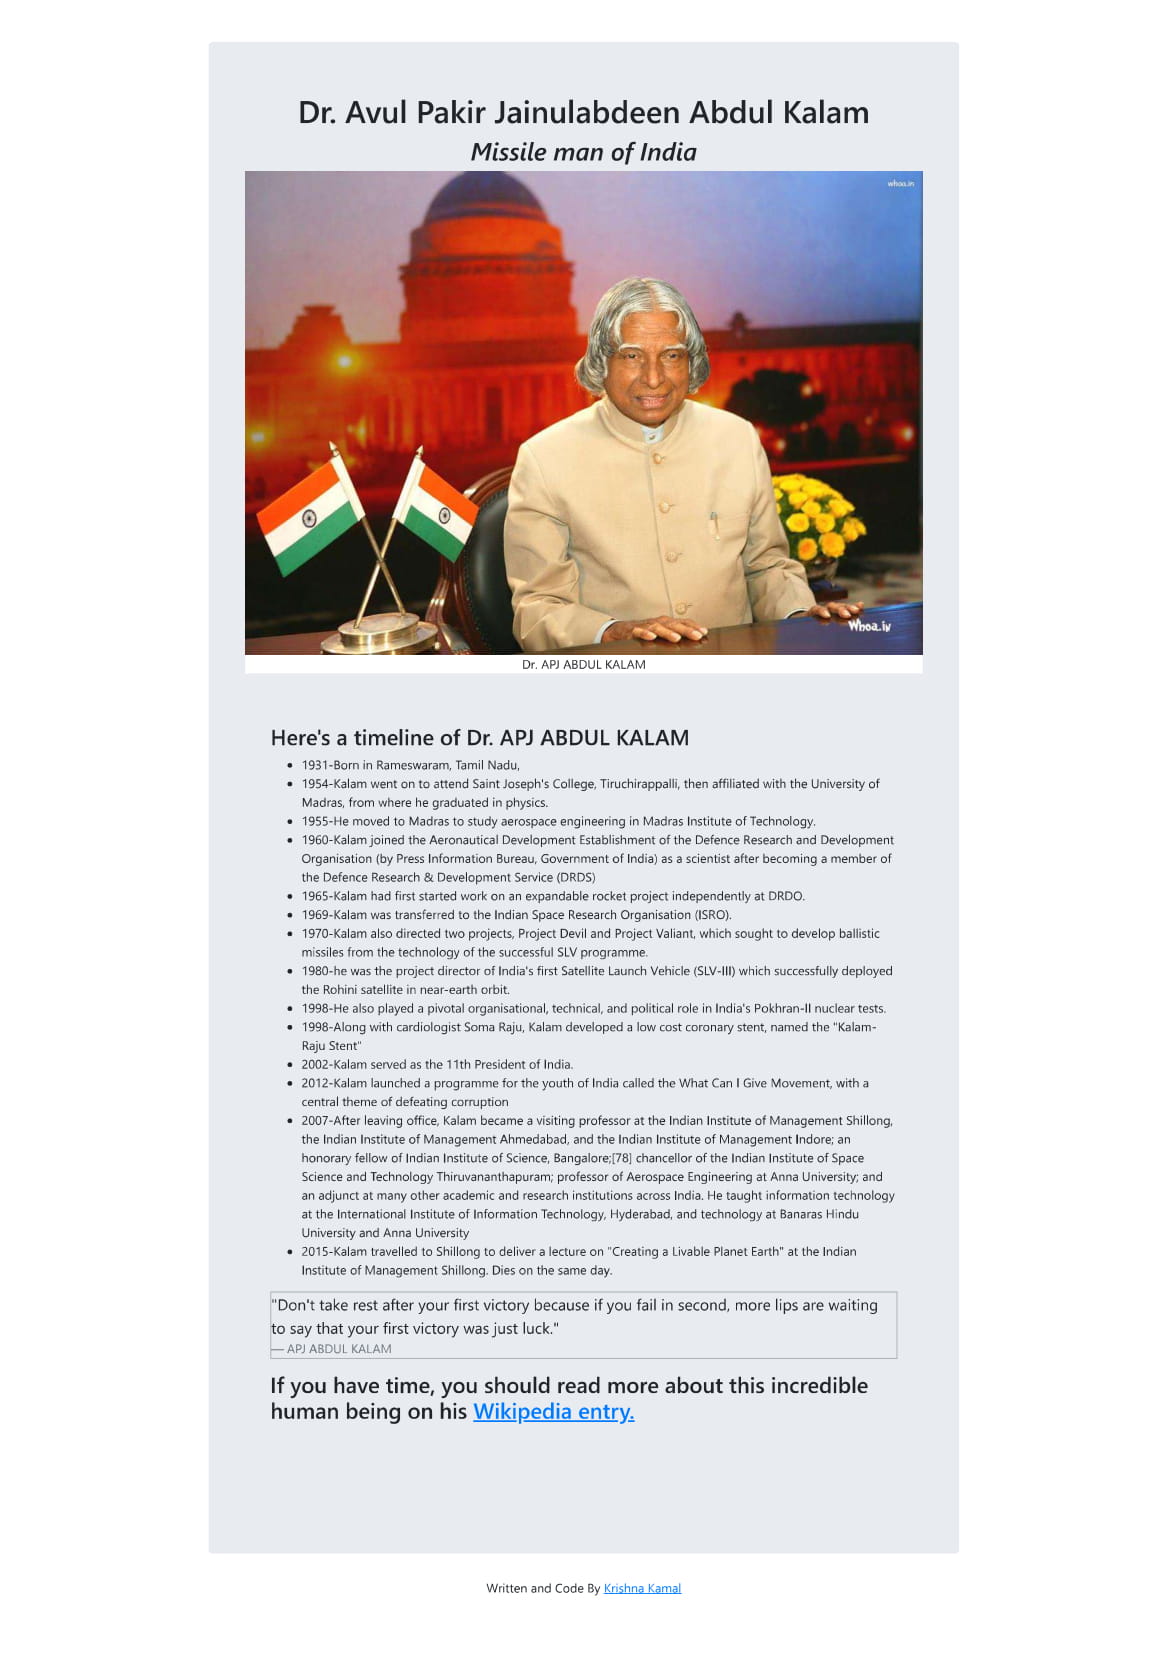 Dr. Avul Pakir Jainulabdeen Abdul Kalam
Missile man of India
whoa.in
Whoa.in
Dr. APJ ABDUL KALAM
Here's a timeline of Dr. APJ ABDUL KALAM
• 1931-Born in Rameswaram, Tamil Nadu,
• 1954-Kalam went on to attend Saint Joseph's College, Tiruchirappalli, then affiliated with the University of
Madras, from where he graduated in physics.
• 1955-He moved to Madras to study aerospace engineering in Madras Institute of Technology.
• 1960-Kalam joined the Aeronautical Development Establishment of the Defence Research and Development
Organisation (by Press Information Bureau, Government of India) as a scientist after becoming a member of
the Defence Research & Development Service (DRDS)
• 1965-Kalam had first started work on an expandable rocket project independently at DRDO.
• 1969-Kalam was transferred to the Indian Space Research Organisation (ISRO).
• 1970-Kalam also directed two projects, Project Devil and Project Valiant, which sought to develop ballistic
missiles from the technology of the successful SLV programme.
• 1980-he was the project director of India's first Satellite Launch Vehicle (SLV-III) which successfully deployed
the Rohini satellite in near-earth orbit.
• 1998-He also played a pivotal organisational, technical, and political role in India's Pokhran-II nuclear tests.
• 1998-Along with cardiologist Soma Raju, Kalam developed a low cost coronary stent, named the "Kalam-
Raju Stent"
• 2002-Kalam served as the 11th President of India.
• 2012-Kalam launched a programme for the youth of India called the What Can I Give Movement, with a
central theme of defeating corruption
• 2007-After leaving office, Kalam became a visiting professor at the Indian Institute of Management Shillong,
the Indian Institute of Management Ahmedabad, and the Indian Institute of Management Indore; an
honorary fellow of Indian Institute of Science, Bangalore;[78] chancellor of the Indian Institute of Space
Science and Technology Thiruvananthapuram; professor of Aerospace Engineering at Anna University; and
an adjunct at many other academic and research institutions across India. He taught information technology
at the International Institute of Information Technology, Hyderabad, and technology at Banaras Hindu
University and Anna University
• 2015-Kalam travelled to Shillong to deliver a lecture on "Creating a Livable Planet Earth" at the Indian
Institute of Management Shillong. Dies on the same day.
"Don't take rest after your first victory because if you fail in second, more lips are waiting
to say that your first victory was just luck."
— APJ ABDUL KALAM
If you have time, you should read more about this incredible
human being on his Wikipedia entry.
Written and Code By Krishna Kamal